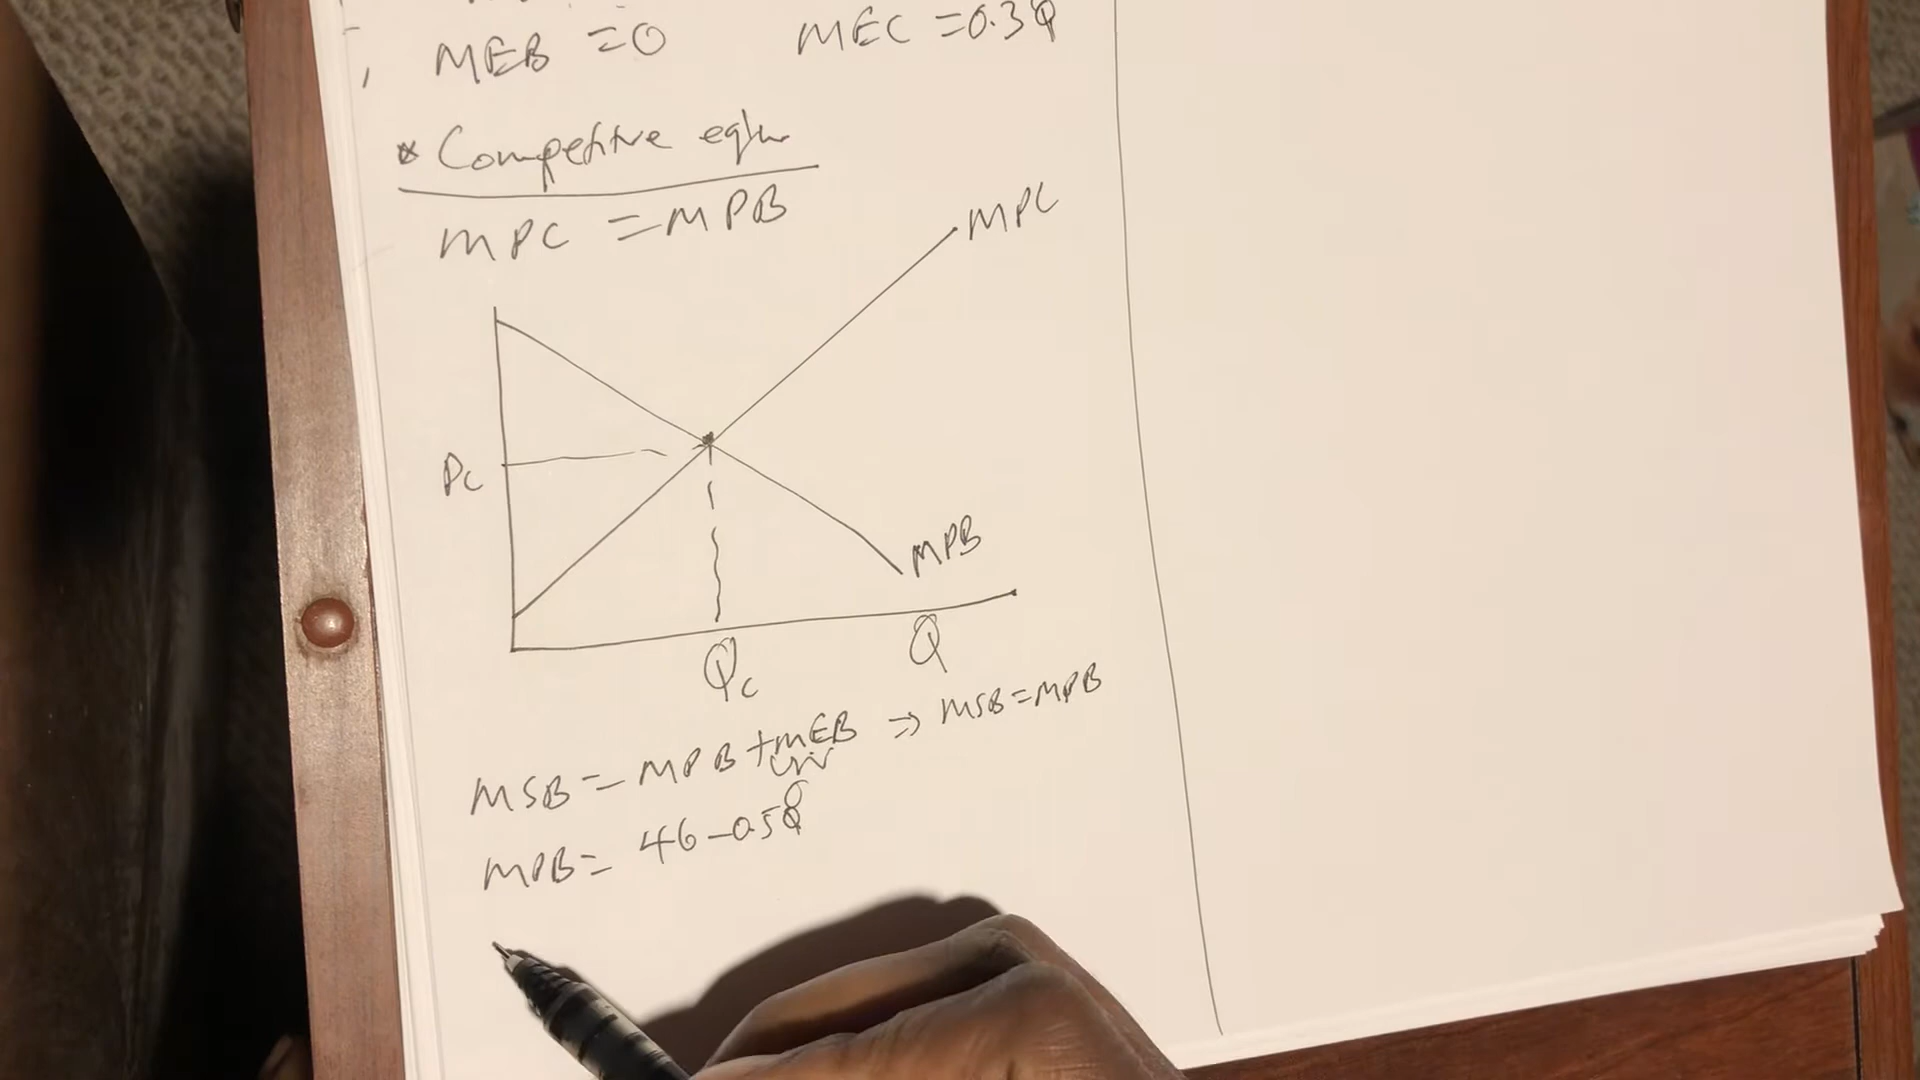 MEB =0 MEC =0.3Q
* Competitive eqlm
MPC =MPB
MPC
Pc
MPB
Qc Q
MSB = MPB+MEB ⇒ MSB=MPB
0
MPB= 46-0.5Q